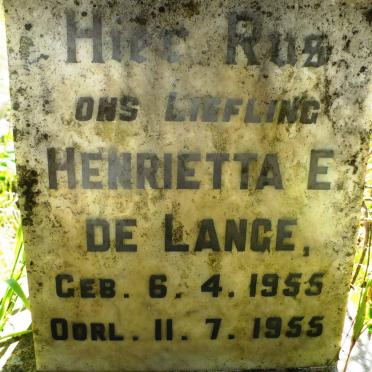 Hier Rus
ONS LIEFLING
HENRIETTA E.
DE LANGE,
GEB. 6. 4. 1955
OORL. 11. 7. 1955